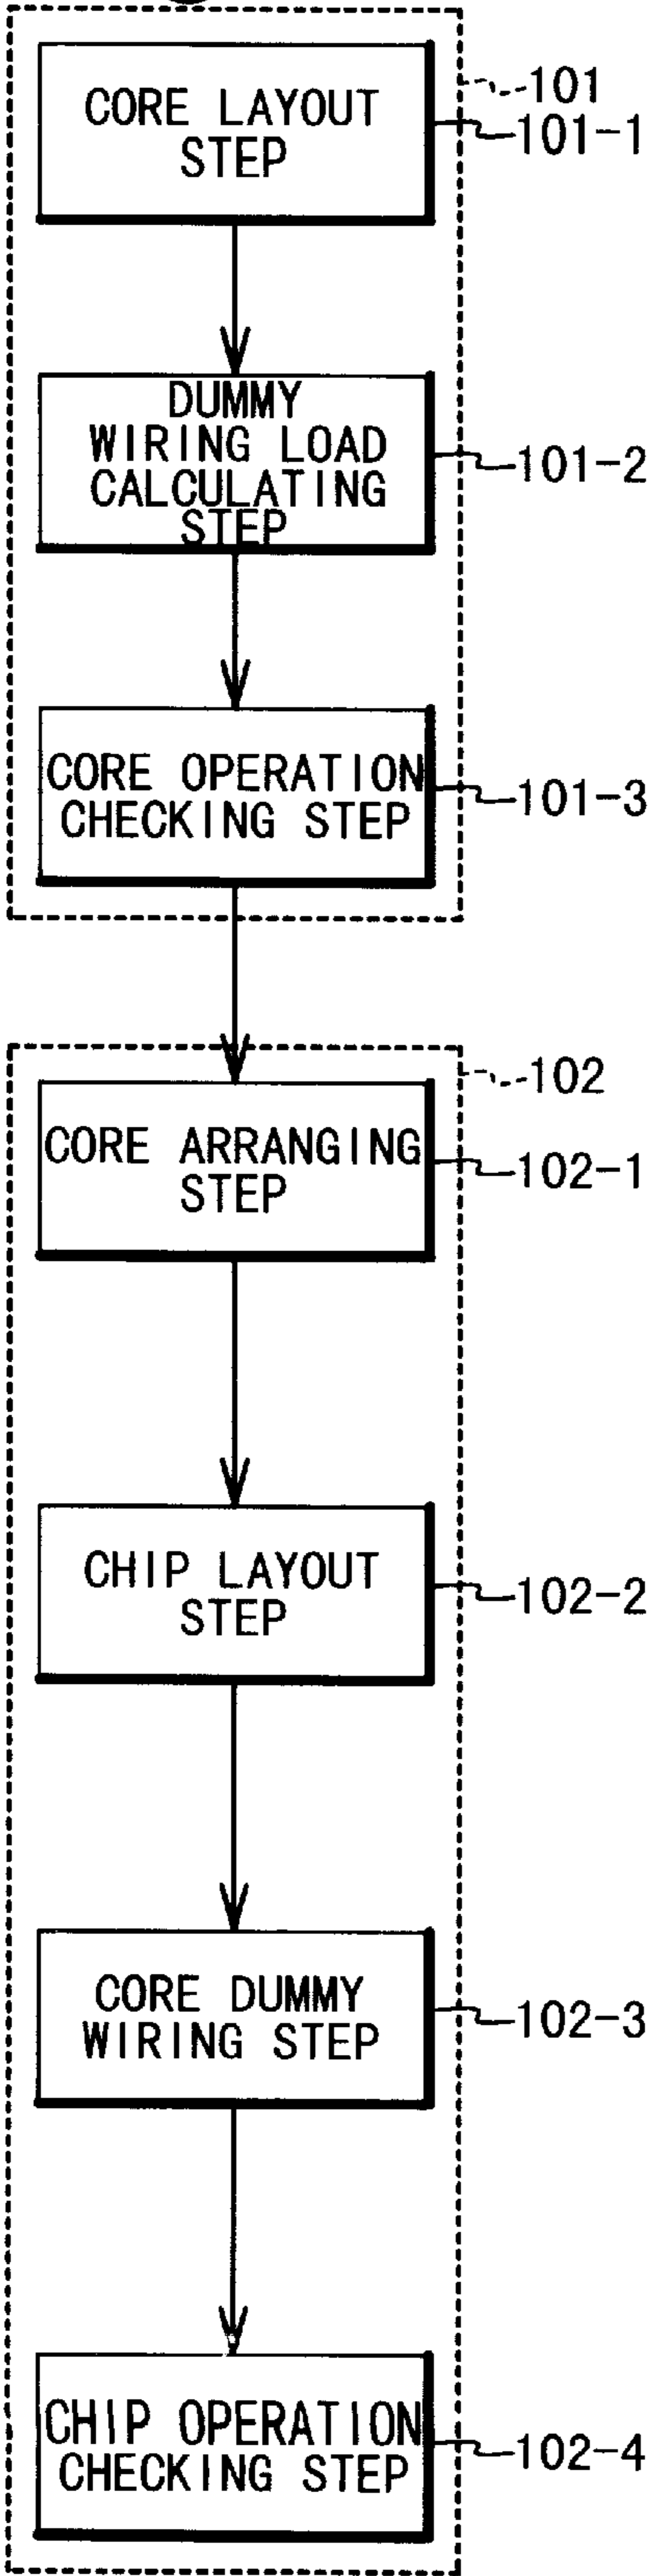 101
CORE LAYOUT
STEP
101-1
DUMMY
WIRING LOAD
CALCULATING
STEP
101-2
CORE OPERATION
CHECKING STEP
101-3
102
CORE ARRANGING
STEP
102-1
CHIP LAYOUT
STEP
102-2
CORE DUMMY
WIRING STEP
102-3
CHIP OPERATION
CHECKING STEP
102-4